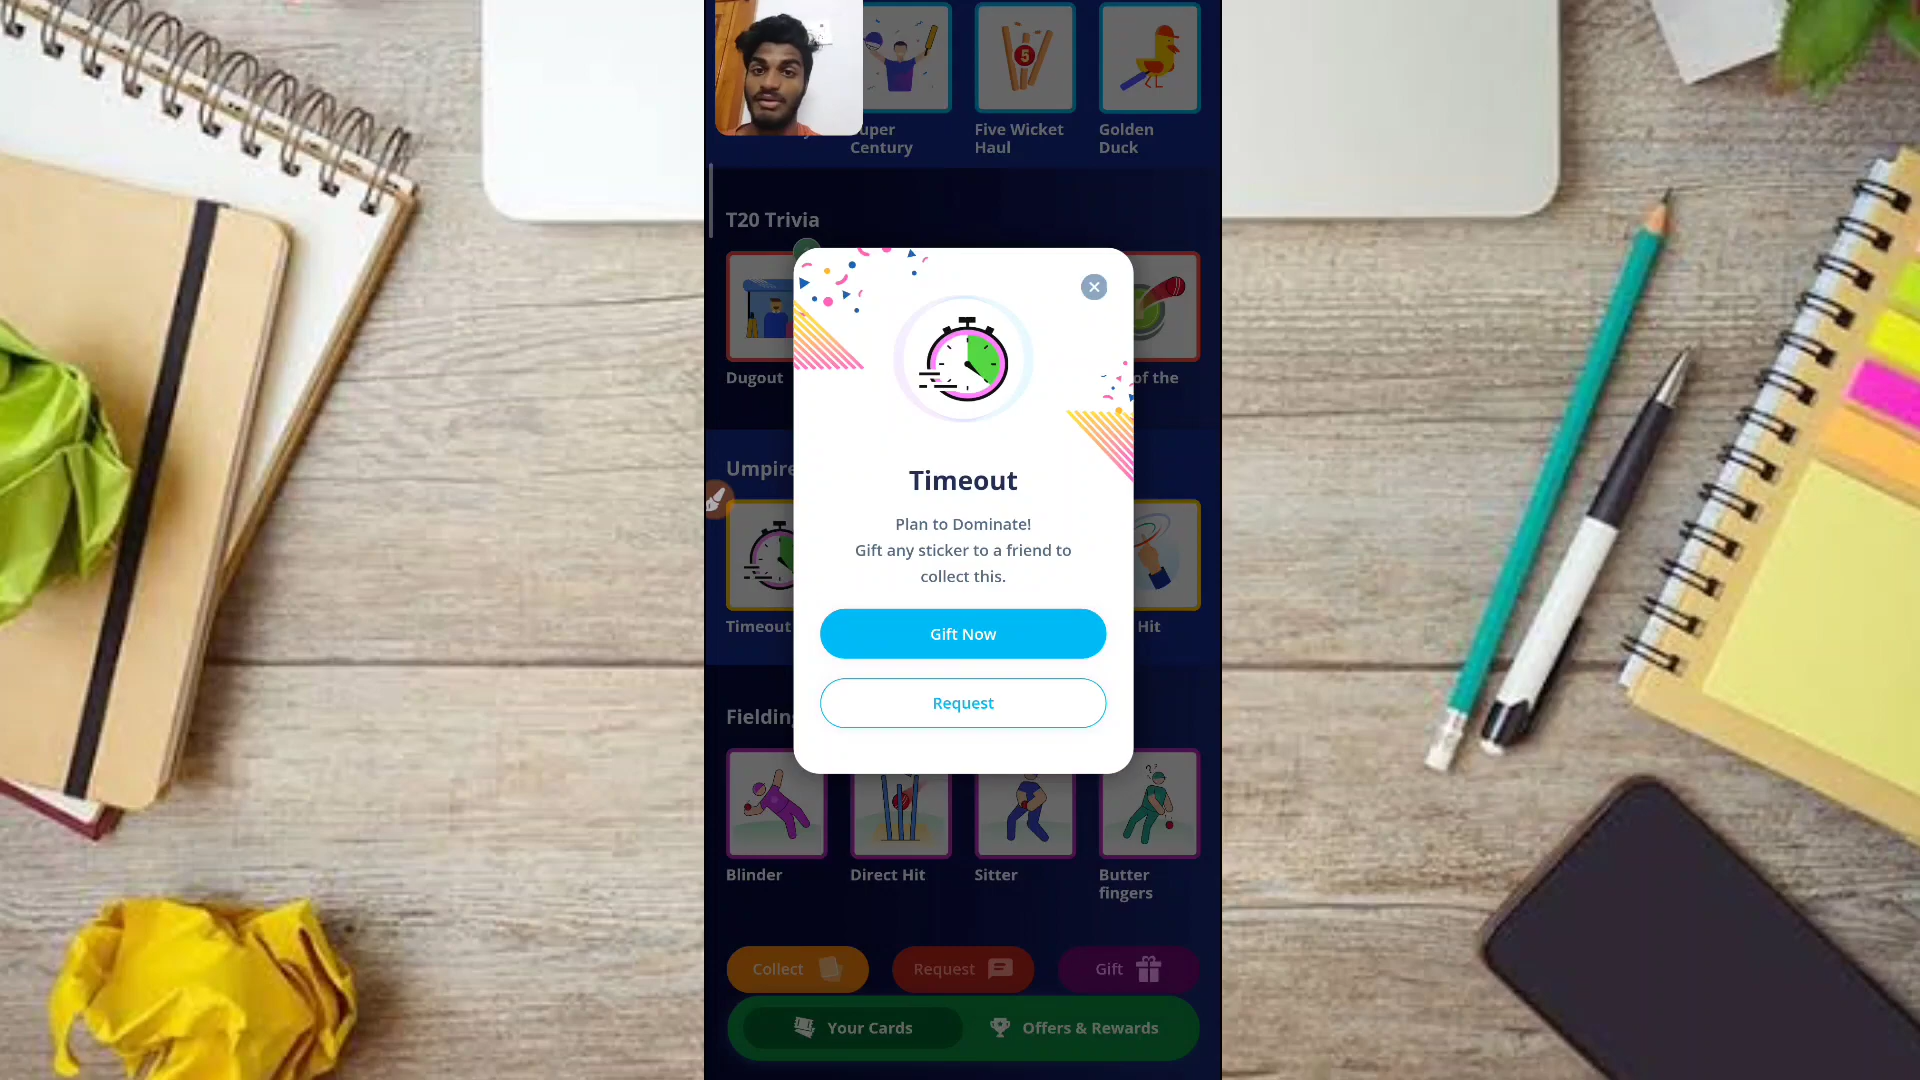 uper
Century
Five Wicket
Haul
Golden
Duck
5
T20 Trivia
Dugout
of the
Umpire
Timeout
Hit
Timeout
Plan to Dominate!
Gift any sticker to a friend to
collect this.
Gift Now
Request
Fielding
Blinder
Direct Hit
Sitter
Butter
fingers
Collect
Request
Gift
Your Cards
Offers & Rewards